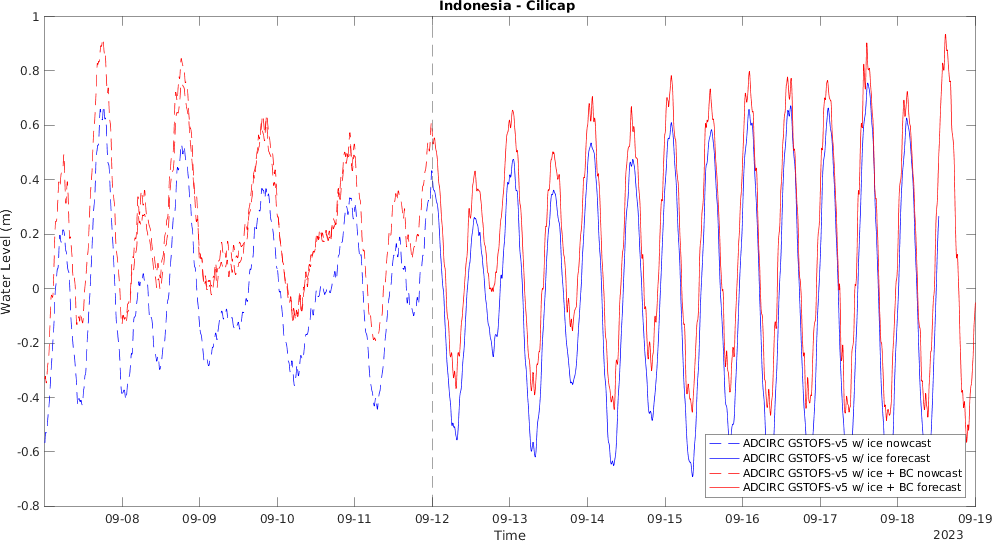 Indonesia - Cilicap
1
0.8
0.6
0.4
0.2
0
-0.2
-0.4
-0.6
-0.8
Water Level (m)
ADCIRC GSTOFS-v5 w/ ice nowcast
ADCIRC GSTOFS-v5 w/ ice forecast
ADCIRC GSTOFS-v5 w/ ice + BC nowcast
ADCIRC GSTOFS-v5 w/ ice + BC forecast
09-08 09-09 09-10 09-11 09-12 09-13 09-14 09-15 09-16 09-17 09-18 09-19
Time
2023